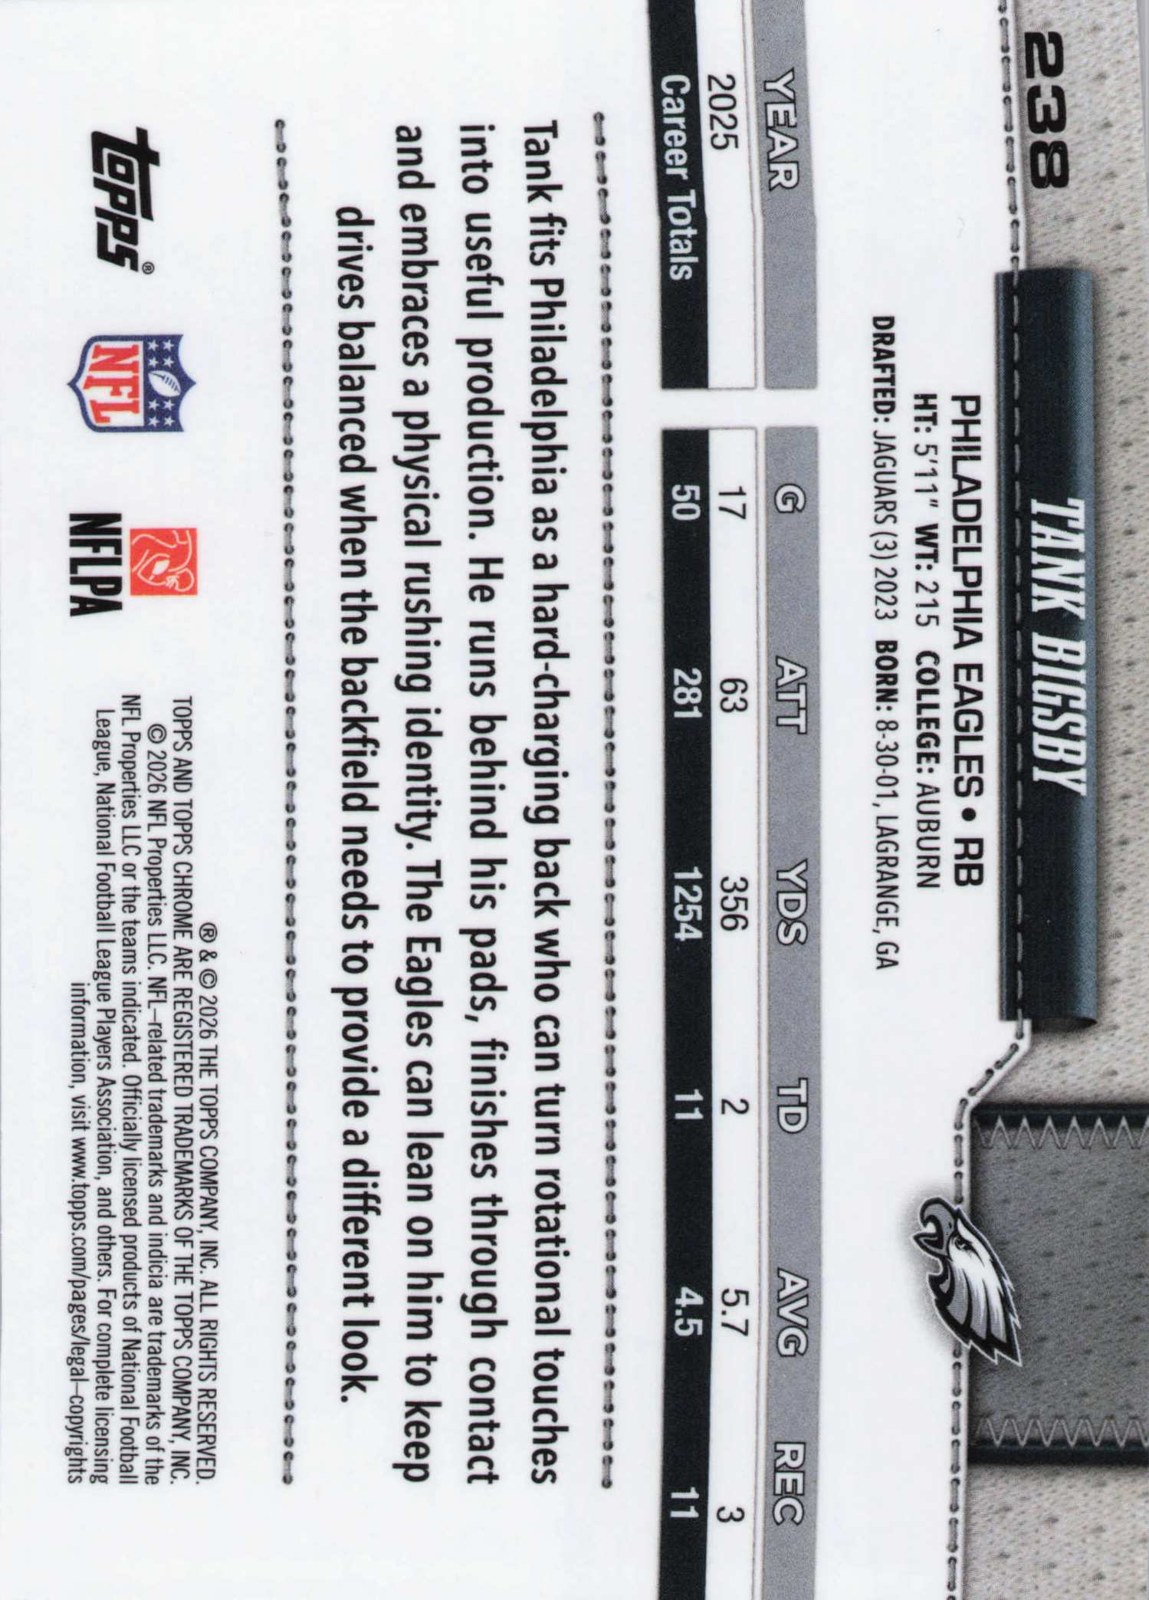 238
TANK BIGSBY
PHILADELPHIA EAGLES • RB
HT: 5'11" WT: 215 COLLEGE: AUBURN
DRAFTED: JAGUARS (3) 2023 BORN: 8-30-01, LAGRANGE, GA
YEAR G ATT YDS TD AVG REC
2025 17 63 356 2 5.7 3
Career Totals 50 281 1254 11 4.5 11
Tank fits Philadelphia as a hard-charging back who can turn rotational touches
into useful production. He runs behind his pads, finishes through contact
and embraces a physical rushing identity. The Eagles can lean on him to keep
drives balanced when the backfield needs to provide a different look.
TOPPS®
NFL
NFLPA
® & © 2026 THE TOPPS COMPANY, INC. ALL RIGHTS RESERVED.
TOPPS AND TOPPS CHROME ARE REGISTERED TRADEMARKS OF THE TOPPS COMPANY, INC.
© 2026 NFL Properties LLC. NFL-related trademarks and indicia are trademarks of the
NFL Properties LLC or the teams indicated. Officially licensed products of National Football
League, National Football League Players Association, and others. For complete licensing
information, visit www.topps.com/pages/legal-copyrights